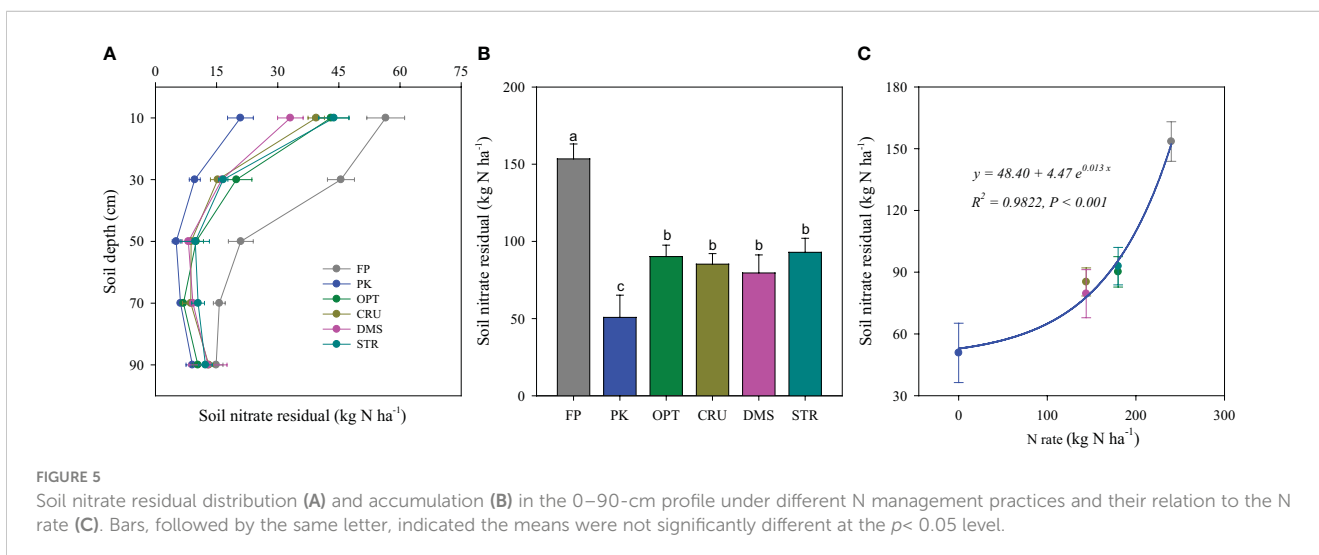 A
0 15 30 45 60 75
10
30
50
70
90
Soil depth (cm)
FP
PK
OPT
CRU
DMS
STR
Soil nitrate residual (kg N ha⁻¹)
B
200
150
100
50
0
Soil nitrate residual (kg N ha⁻¹)
a
c
b
b
b
b
FP PK OPT CRU DMS STR
C
180
150
120
90
60
30
Soil nitrate residual (kg N ha⁻¹)
y = 48.40 + 4.47 e^0.013 x
R² = 0.9822, P < 0.001
0 100 200 300
N rate (kg N ha⁻¹)
FIGURE 5
Soil nitrate residual distribution (A) and accumulation (B) in the 0–90-cm profile under different N management practices and their relation to the N
rate (C). Bars, followed by the same letter, indicated the means were not significantly different at the p< 0.05 level.